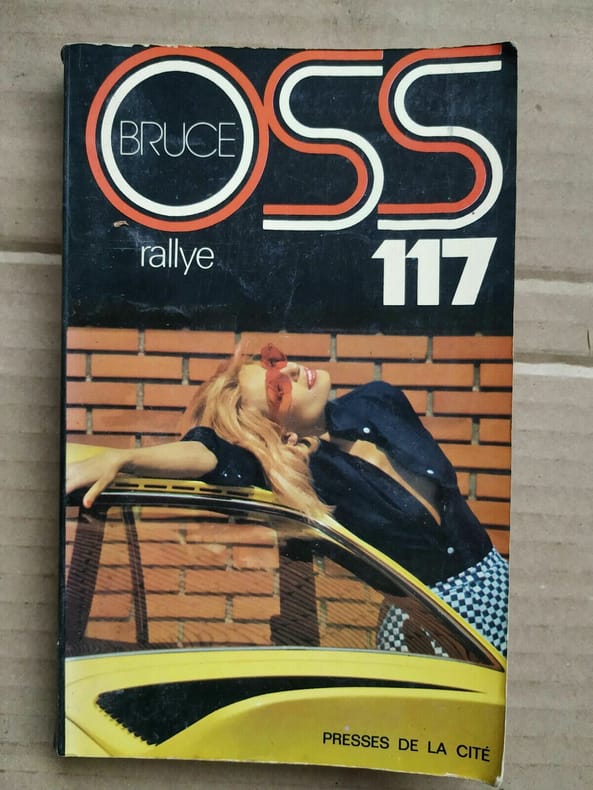 OSS
BRUCE
rallye
117
PRESSES DE LA CITÉ